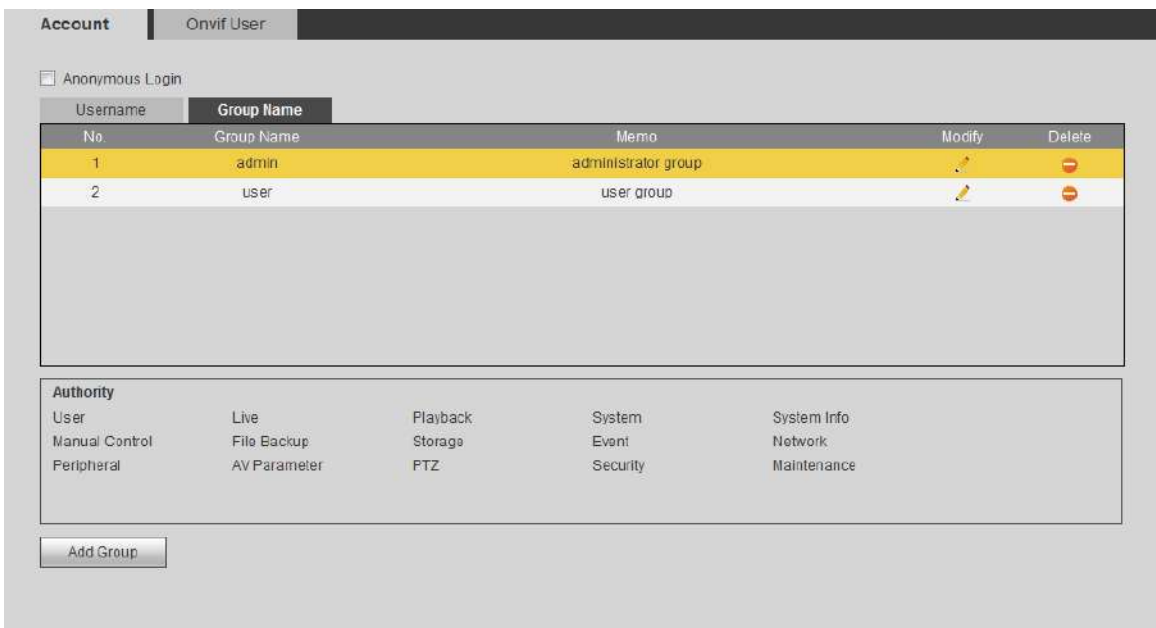 Account Onvif User
Anonymous Login
Username Group Name
No. Group Name Memo Modify Delete
1 admin administrator group
2 user user group
Authority
User Live Playback System System Info
Manual Control File Backup Storage Event Network
Peripheral AV Parameter PTZ Security Maintenance
Add Group